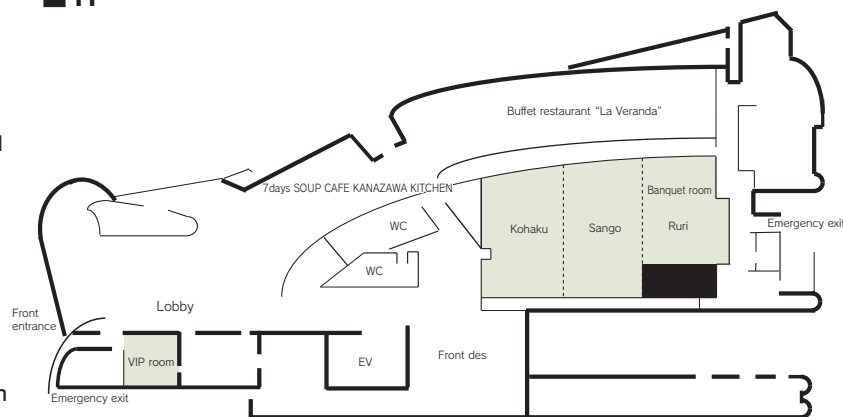 Buffet restaurant “La Veranda”
7days SOUP CAFE KANAZAWA KITCHEN
Banquet room
Kohaku
Sango
Ruri
Emergency exit
WC
WC
Lobby
Front
entrance
VIP room
EV
Front des
Emergency exit